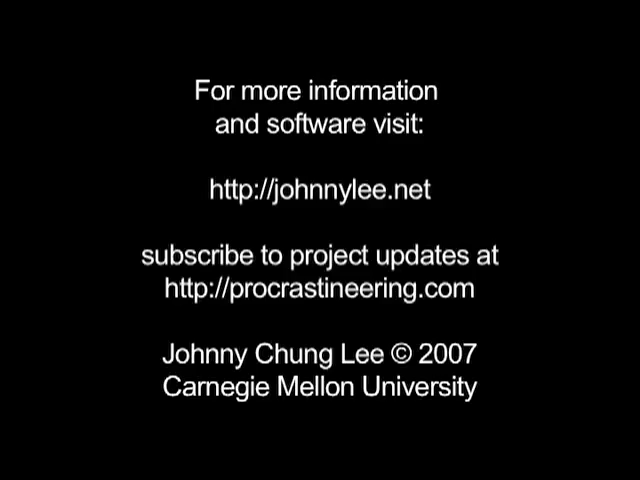 For more information
and software visit:
http://johnnylee.net
subscribe to project updates at
http://procrastineering.com
Johnny Chung Lee © 2007
Carnegie Mellon University